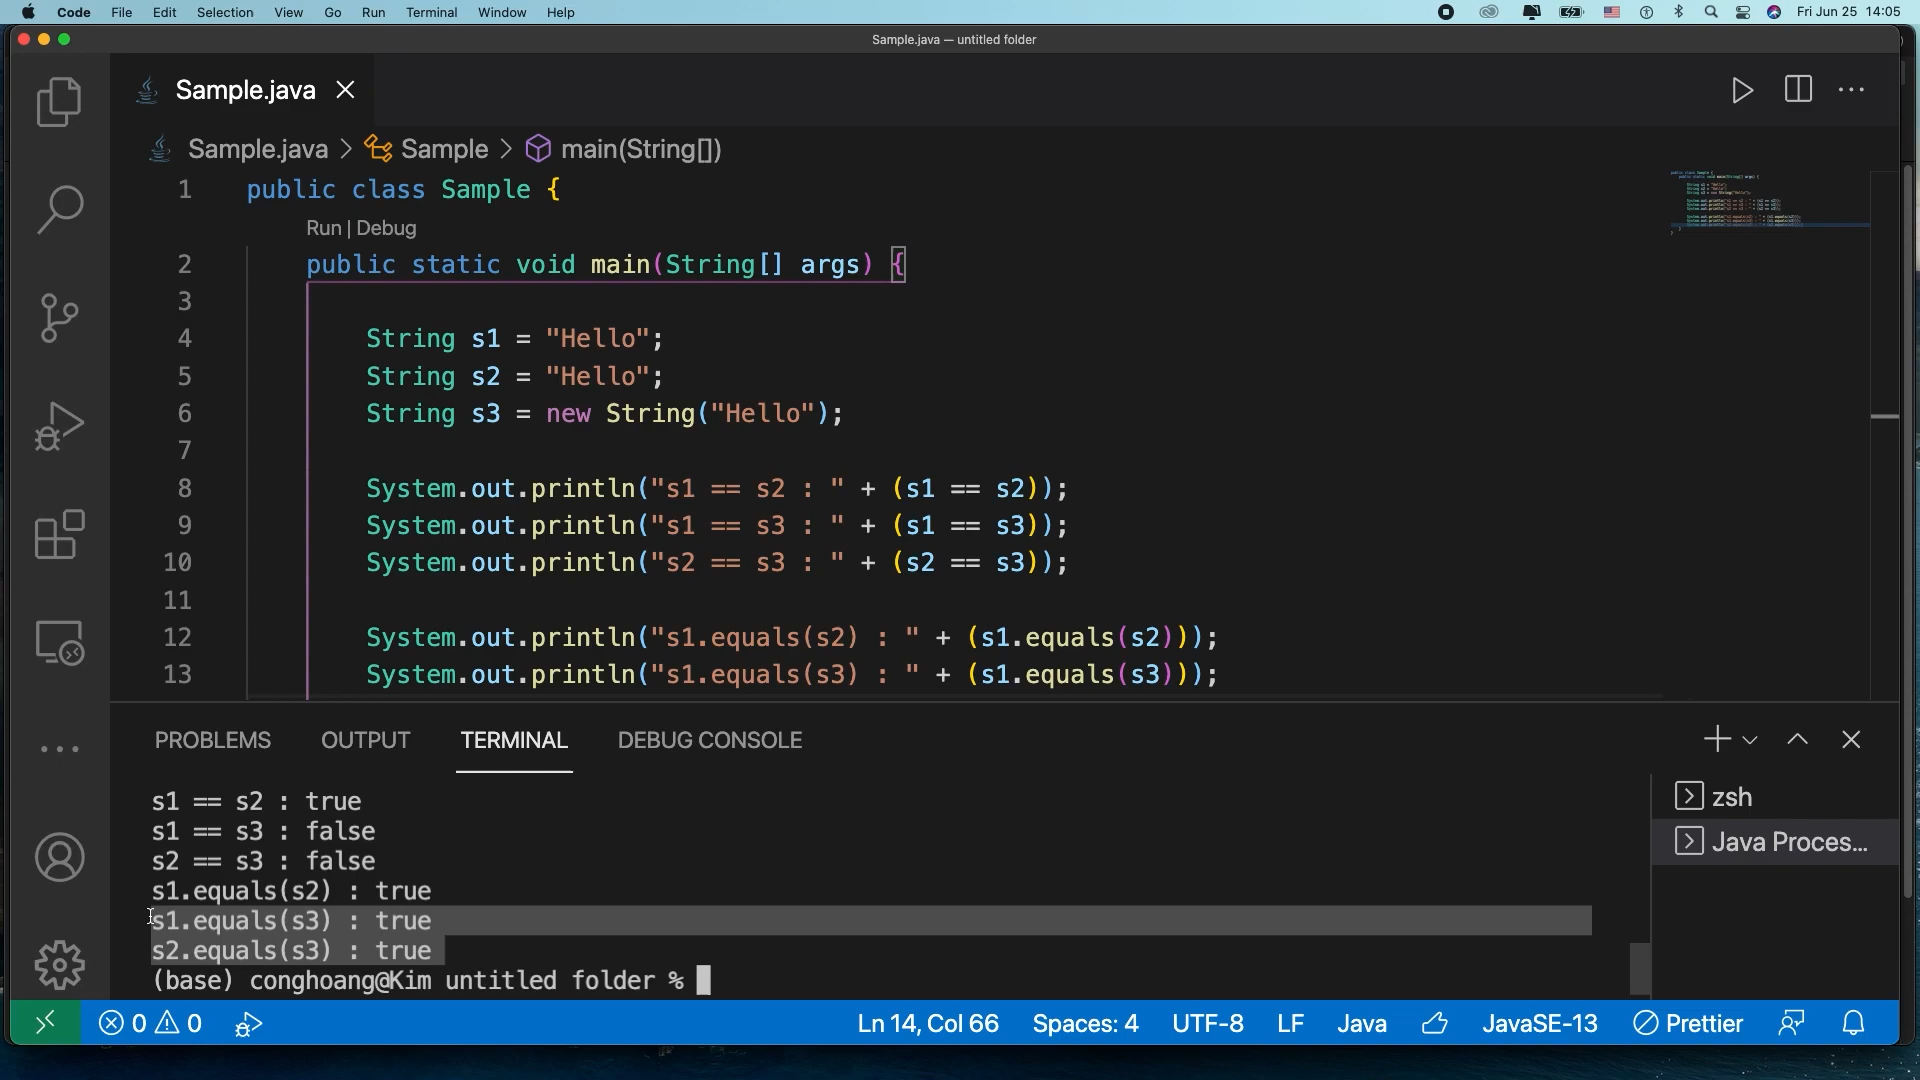 Code File Edit Selection View Go Run Terminal Window Help Fri Jun 25 14:05
Sample.java — untitled folder
Sample.java
Sample.java > Sample > main(String[])
1 public class Sample {
Run | Debug
2 public static void main(String[] args) {
3
4 String s1 = "Hello";
5 String s2 = "Hello";
6 String s3 = new String("Hello");
7
8 System.out.println("s1 == s2 : " + (s1 == s2));
9 System.out.println("s1 == s3 : " + (s1 == s3));
10 System.out.println("s2 == s3 : " + (s2 == s3));
11
12 System.out.println("s1.equals(s2) : " + (s1.equals(s2)));
13 System.out.println("s1.equals(s3) : " + (s1.equals(s3)));
PROBLEMS OUTPUT TERMINAL DEBUG CONSOLE
s1 == s2 : true
s1 == s3 : false
s2 == s3 : false
s1.equals(s2) : true
s1.equals(s3) : true
s2.equals(s3) : true
(base) conghoang@Kim untitled folder %
zsh
Java Proces...
0 0 Ln 14, Col 66 Spaces: 4 UTF-8 LF Java JavaSE-13 Prettier